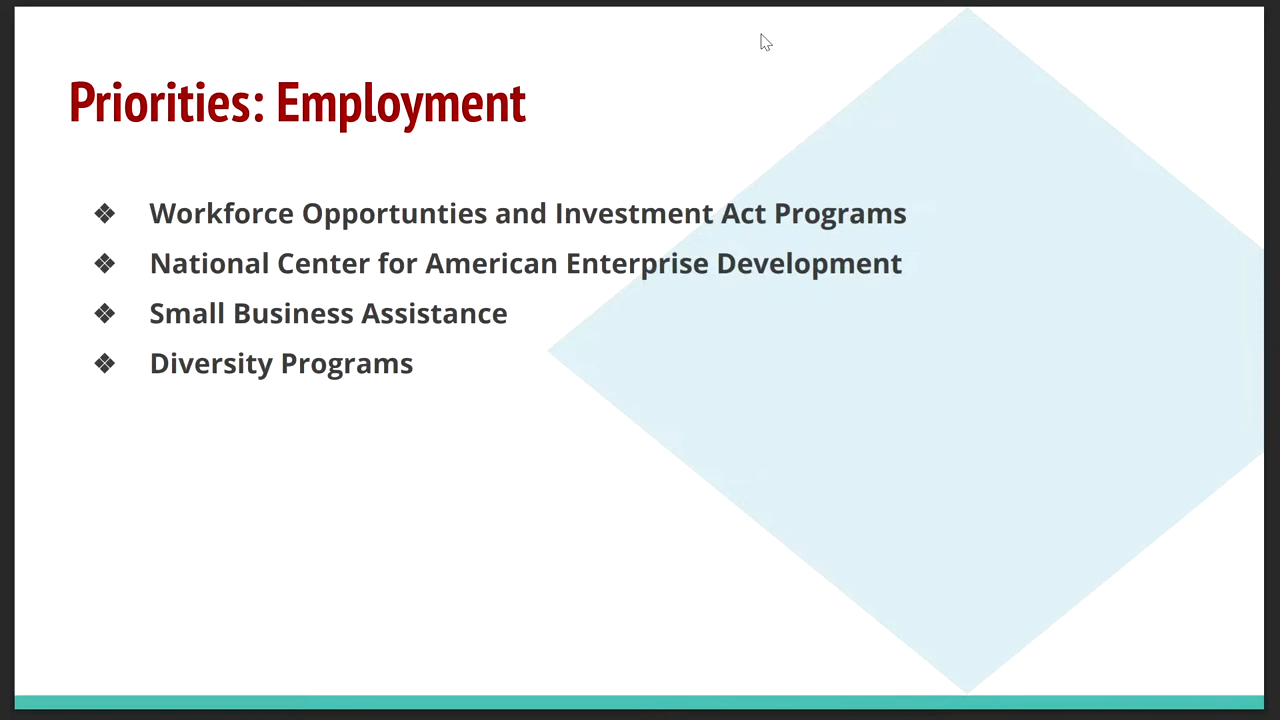 Priorities: Employment
❖ Workforce Opportunties and Investment Act Programs
❖ National Center for American Enterprise Development
❖ Small Business Assistance
❖ Diversity Programs